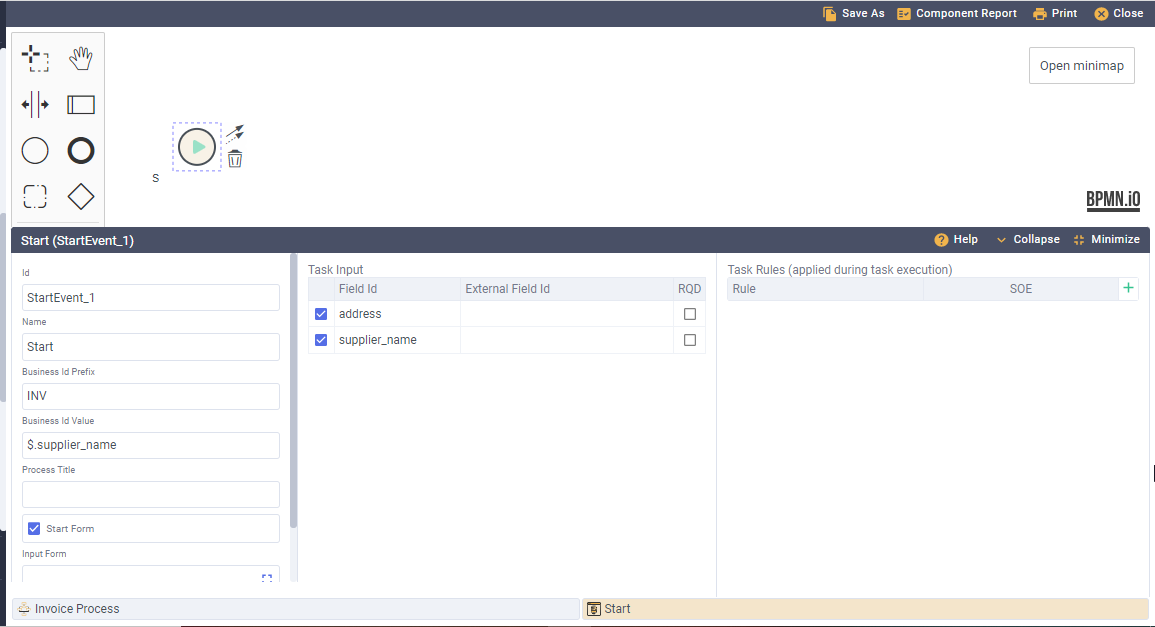 Save As Component Report Print Close
Open minimap
S
BPMN.iO
Start (StartEvent_1) Help Collapse Minimize
Id
StartEvent_1
Name
Start
Business Id Prefix
INV
Business Id Value
$.supplier_name
Process Title
Start Form
Input Form
Task Input
Field Id External Field Id RQD
address
supplier_name
Task Rules (applied during task execution)
Rule SOE
Invoice Process Start